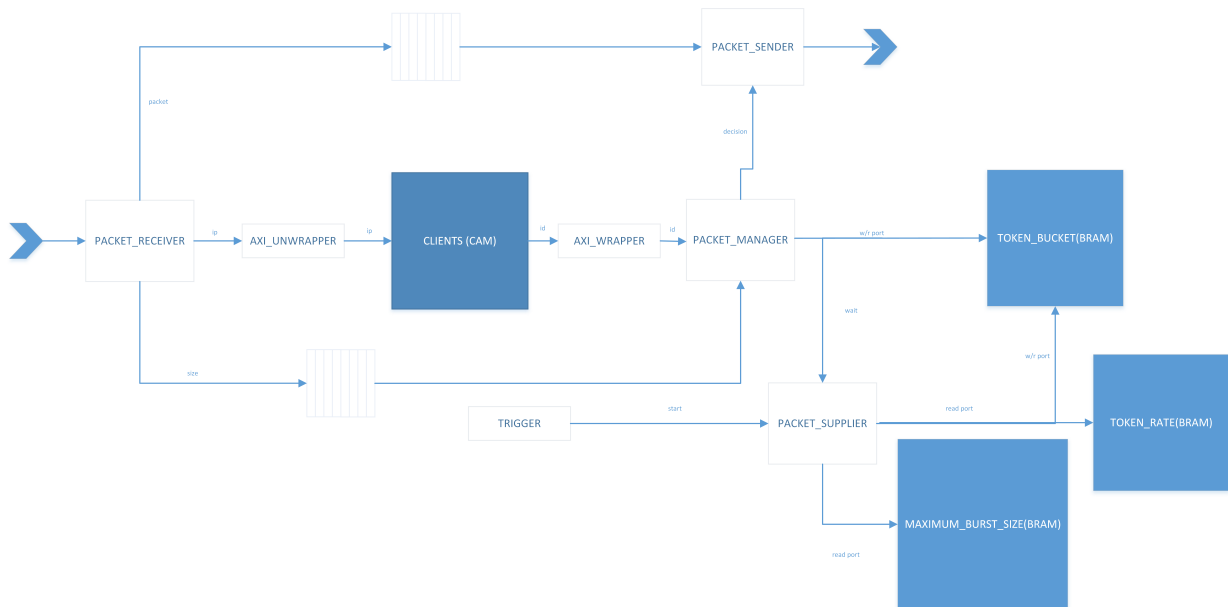 PACKET_SENDER
packet
decision
PACKET_RECEIVER
ip
AXI_UNWRAPPER
ip
CLIENTS (CAM)
id
AXI_WRAPPER
id
PACKET_MANAGER
w/r port
TOKEN_BUCKET(BRAM)
wait
w/r port
size
TRIGGER
start
PACKET_SUPPLIER
read port
TOKEN_RATE(BRAM)
MAXIMUM_BURST_SIZE(BRAM)
read port